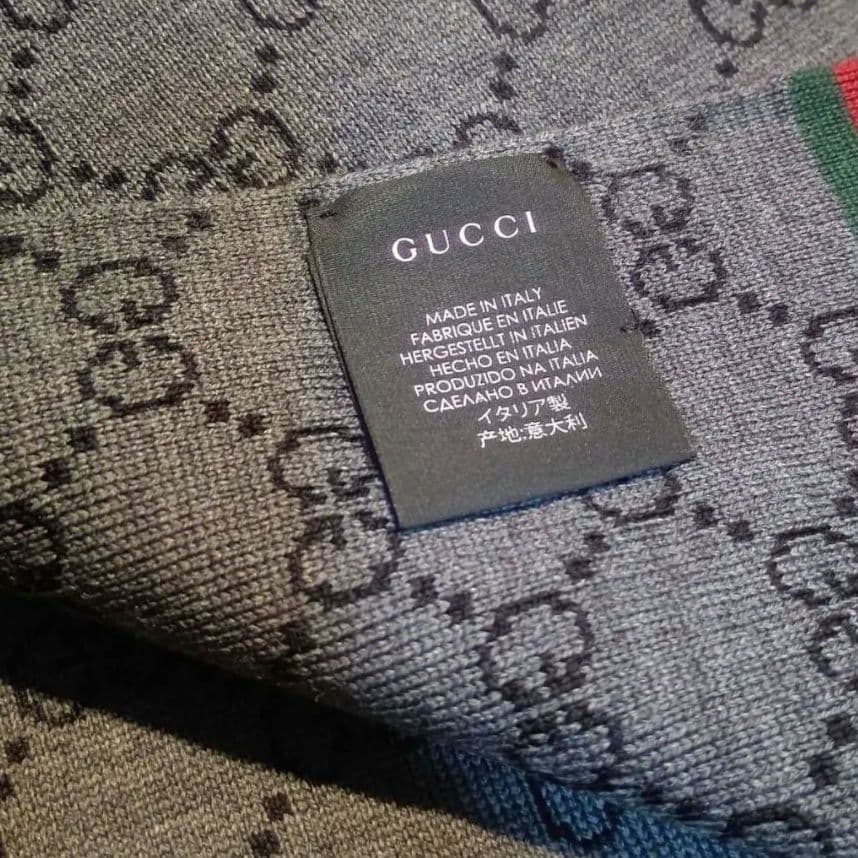 GUCCI
MADE IN ITALY
FABRIQUE EN ITALIE
HERGESTELLT IN ITALIEN
HECHO EN ITALIA
PRODUZIDO NA ITALIA
СДЕЛАНО В ИТАЛИИ
イタリア製
产地:意大利